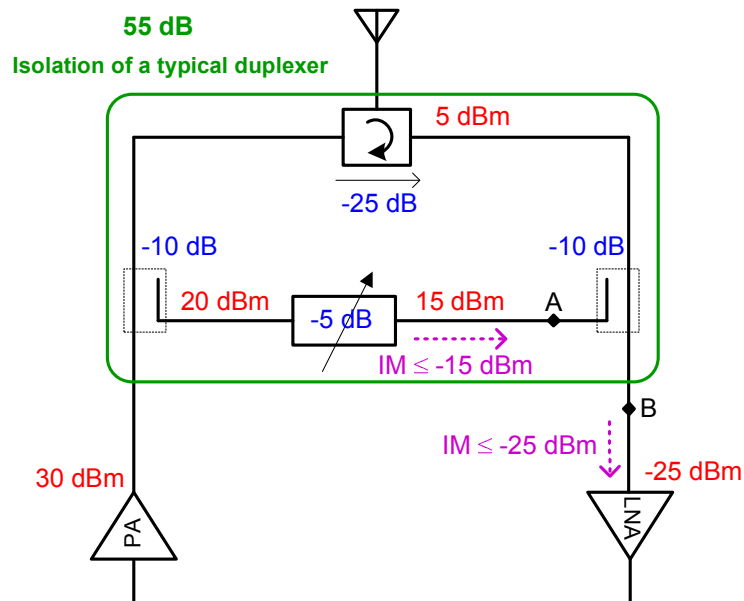 55 dB
Isolation of a typical duplexer
5 dBm
-25 dB
-10 dB
-10 dB
20 dBm
-5 dB
15 dBm
A
IM ≤ -15 dBm
B
IM ≤ -25 dBm
30 dBm
-25 dBm
PA
LNA